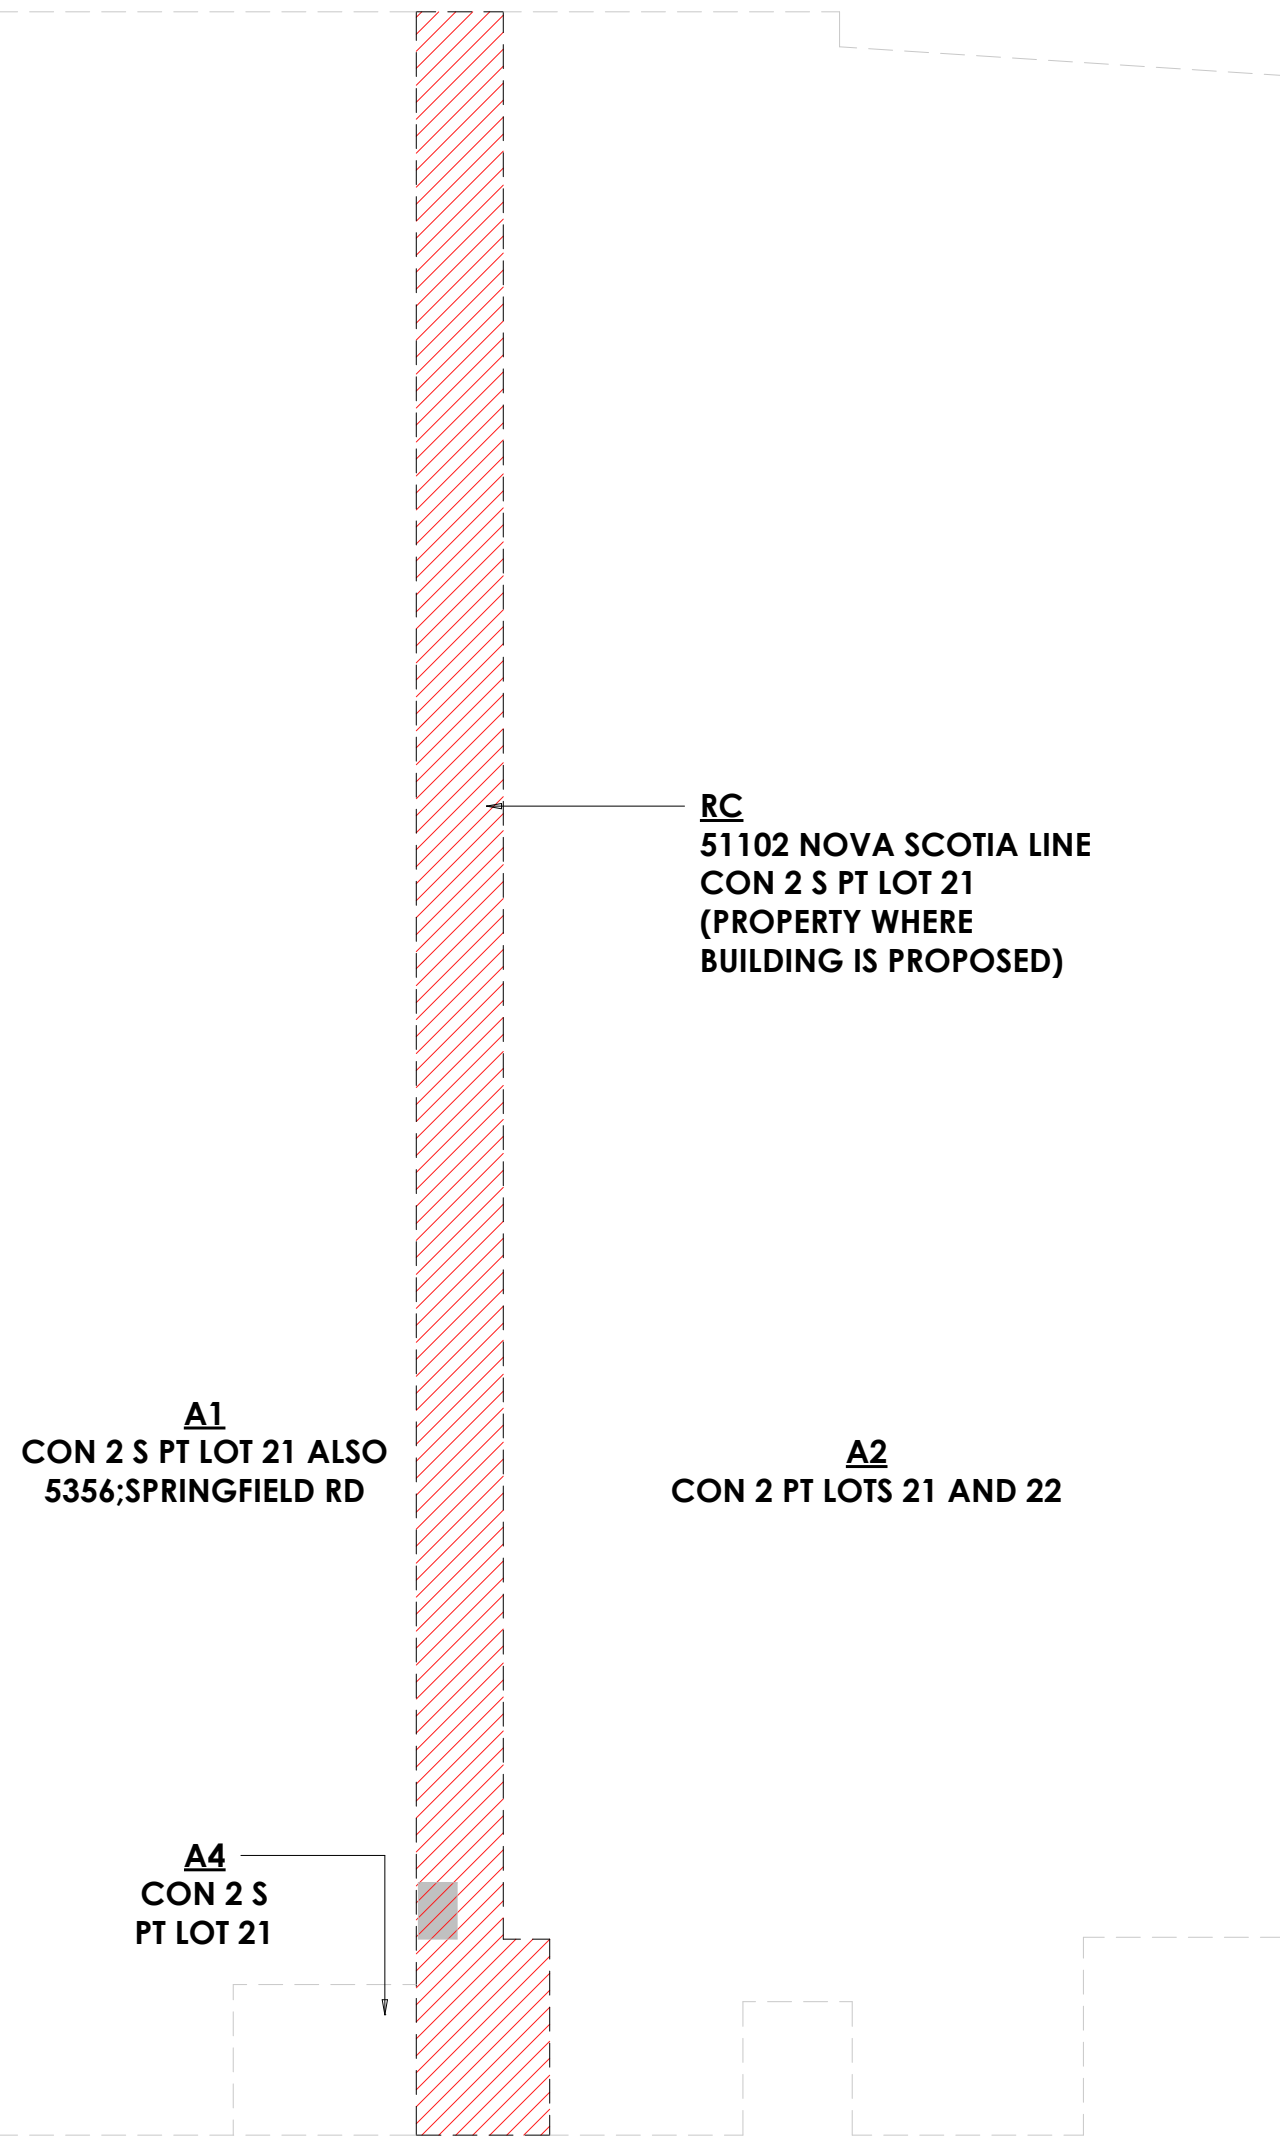 RC
51102 NOVA SCOTIA LINE
CON 2 S PT LOT 21
(PROPERTY WHERE
BUILDING IS PROPOSED)
A1
CON 2 S PT LOT 21 ALSO
5356;SPRINGFIELD RD
A2
CON 2 PT LOTS 21 AND 22
A4
CON 2 S
PT LOT 21